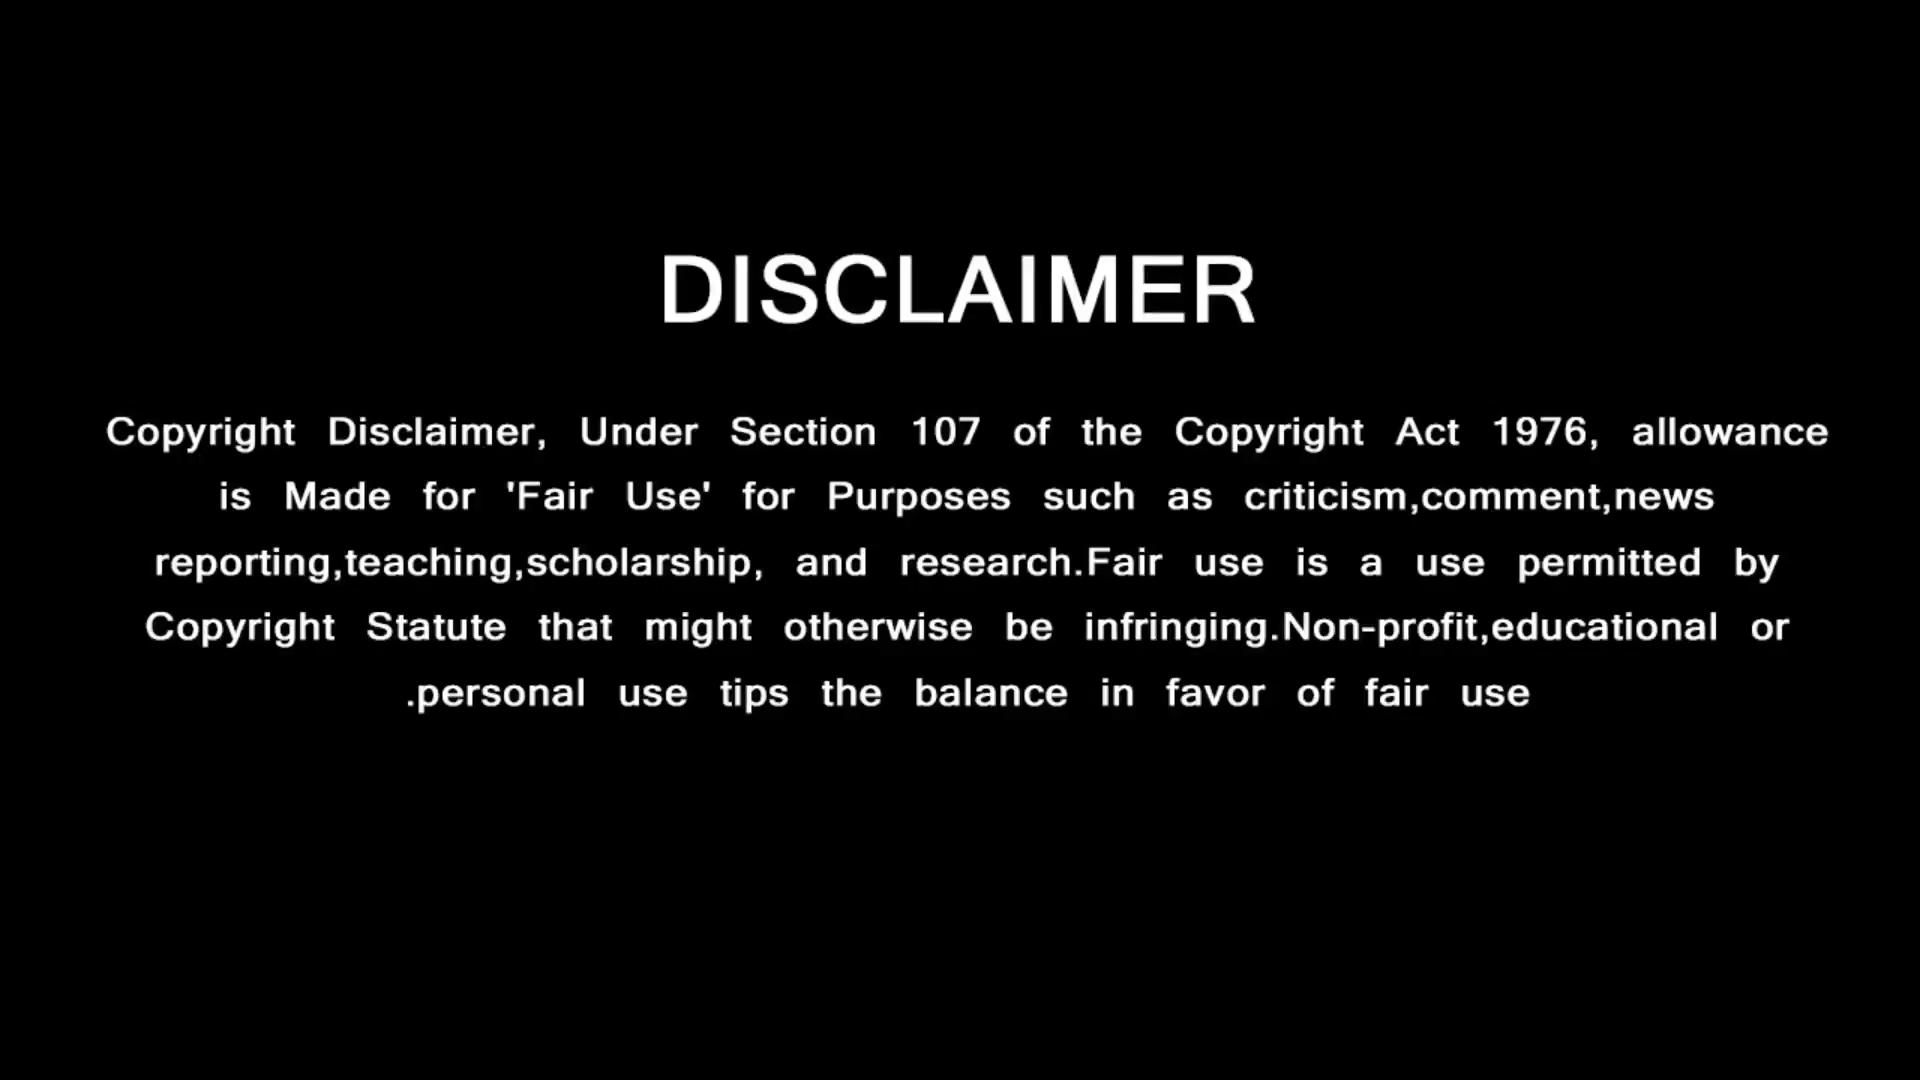 DISCLAIMER
Copyright Disclaimer, Under Section 107 of the Copyright Act 1976, allowance
is Made for 'Fair Use' for Purposes such as criticism,comment,news
reporting,teaching,scholarship, and research.Fair use is a use permitted by
Copyright Statute that might otherwise be infringing.Non-profit,educational or
.personal use tips the balance in favor of fair use